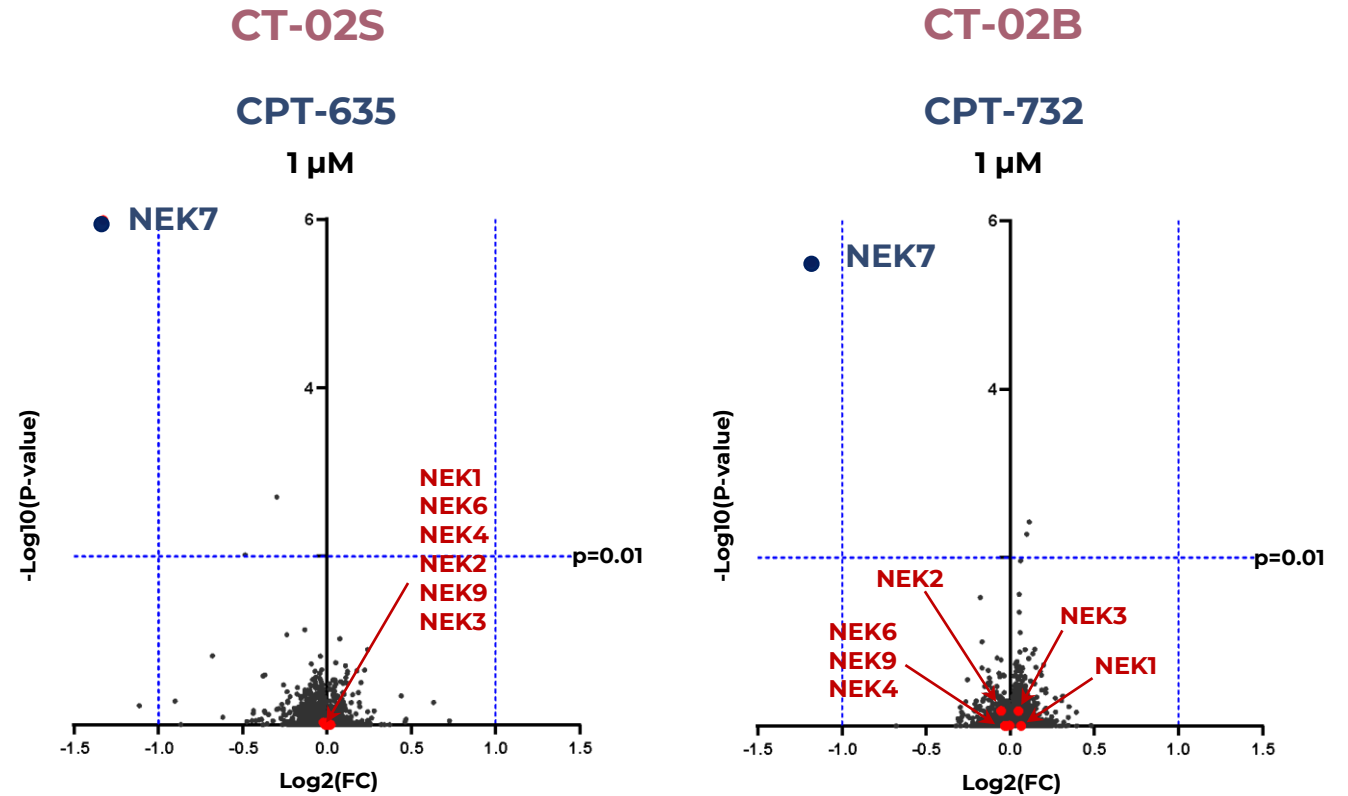 CT-02S
CPT-635
1 µM
NEK7
6
4
NEK1
NEK6
NEK4
NEK2
NEK9
NEK3
p=0.01
-Log10(P-value)
-1.5 -1.0 -0.5 0.0 0.5 1.0 1.5
Log2(FC)
CT-02B
CPT-732
1 µM
NEK7
6
4
p=0.01
NEK2
NEK3
NEK6
NEK9
NEK4
NEK1
-Log10(P-value)
-1.5 -1.0 -0.5 0.0 0.5 1.0 1.5
Log2(FC)